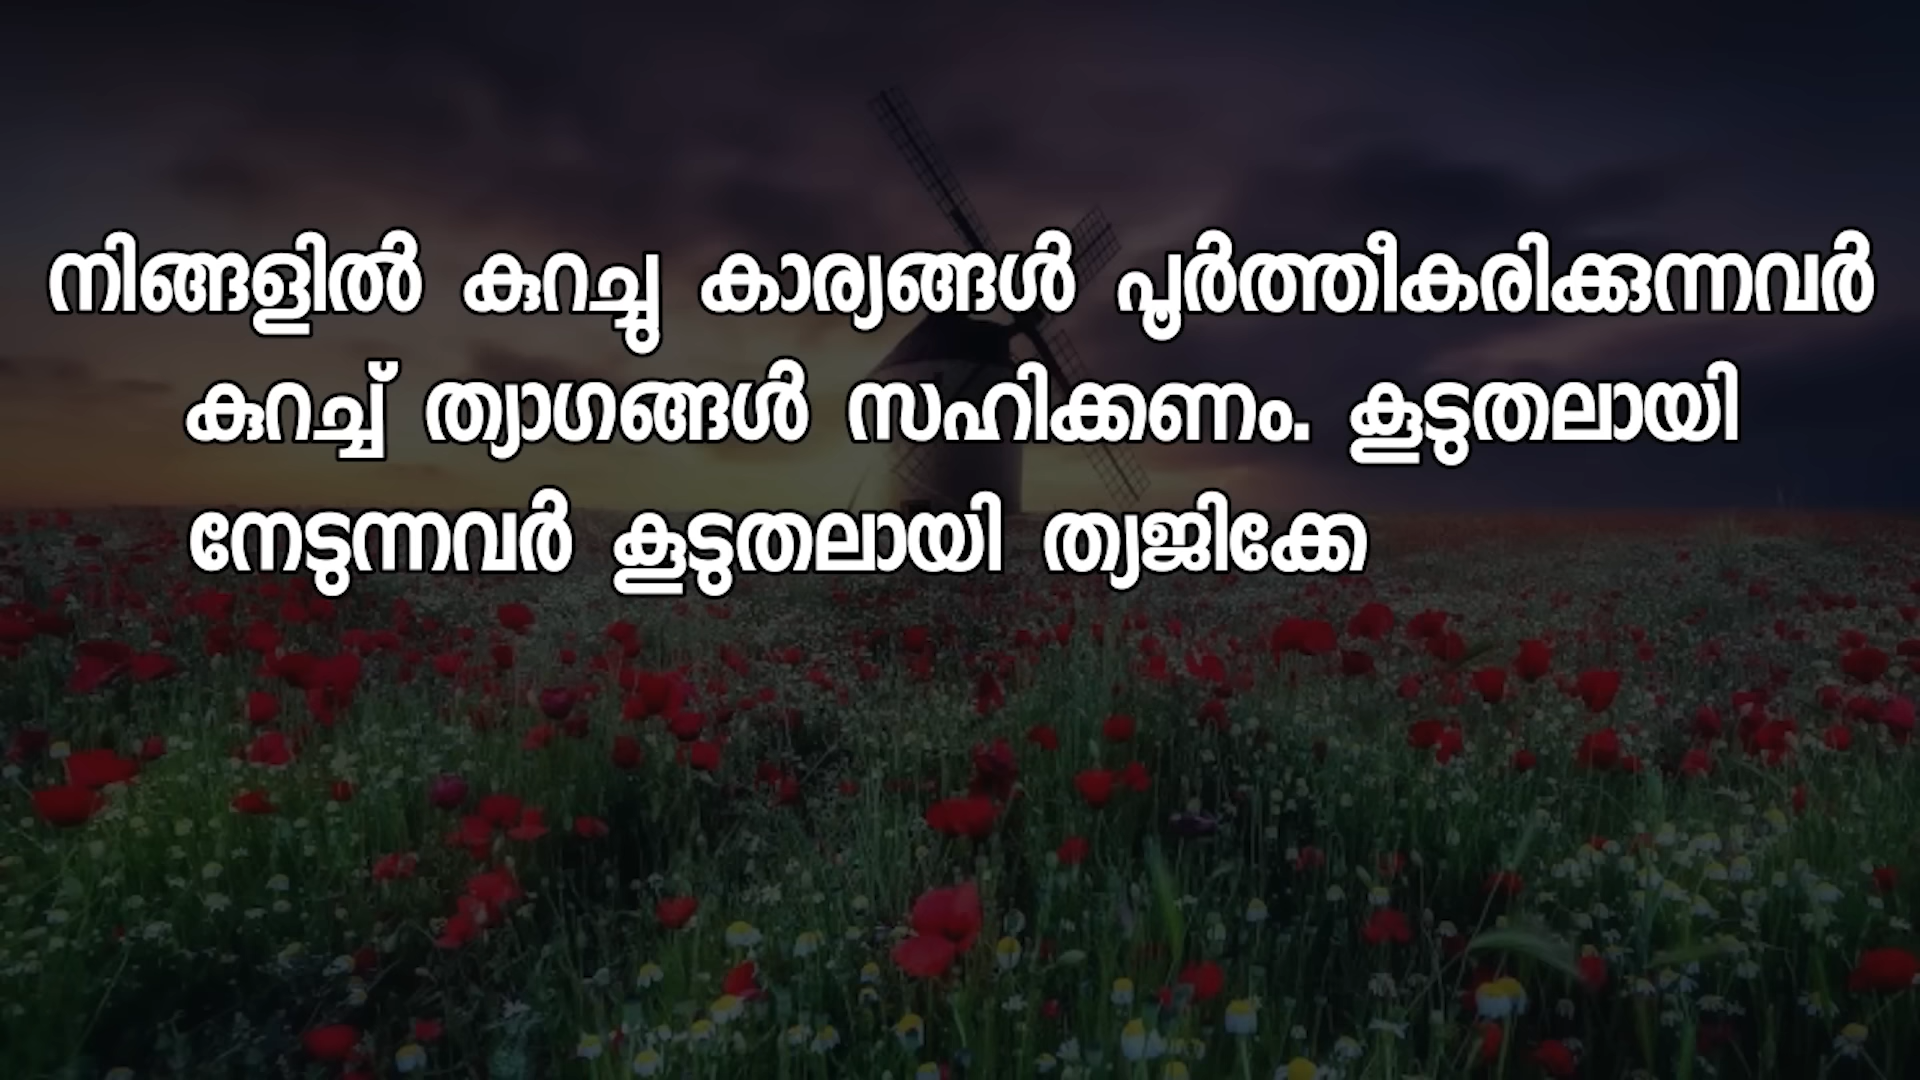 നിങ്ങളിൽ കുറച്ചു കാര്യങ്ങൾ പൂർത്തീകരിക്കുന്നവർ
കുറച്ച് ത്യാഗങ്ങൾ സഹിക്കണം. കൂടുതലായി
നേടുന്നവർ കൂടുതലായി ത്യജിക്കേ